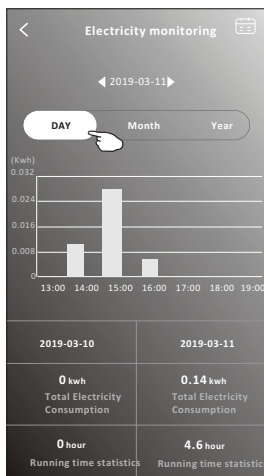 Electricity monitoring
2019-03-11
DAY Month Year
(Kwh)
0.032
0.024
0.016
0.008
0
13:00 14:00 15:00 16:00 17:00 18:00 19:00
2019-03-10 2019-03-11
0 kwh 0.14 kwh
Total Electricity Total Electricity
Consumption Consumption
0 hour 4.6 hour
Running time statistics Running time statistics